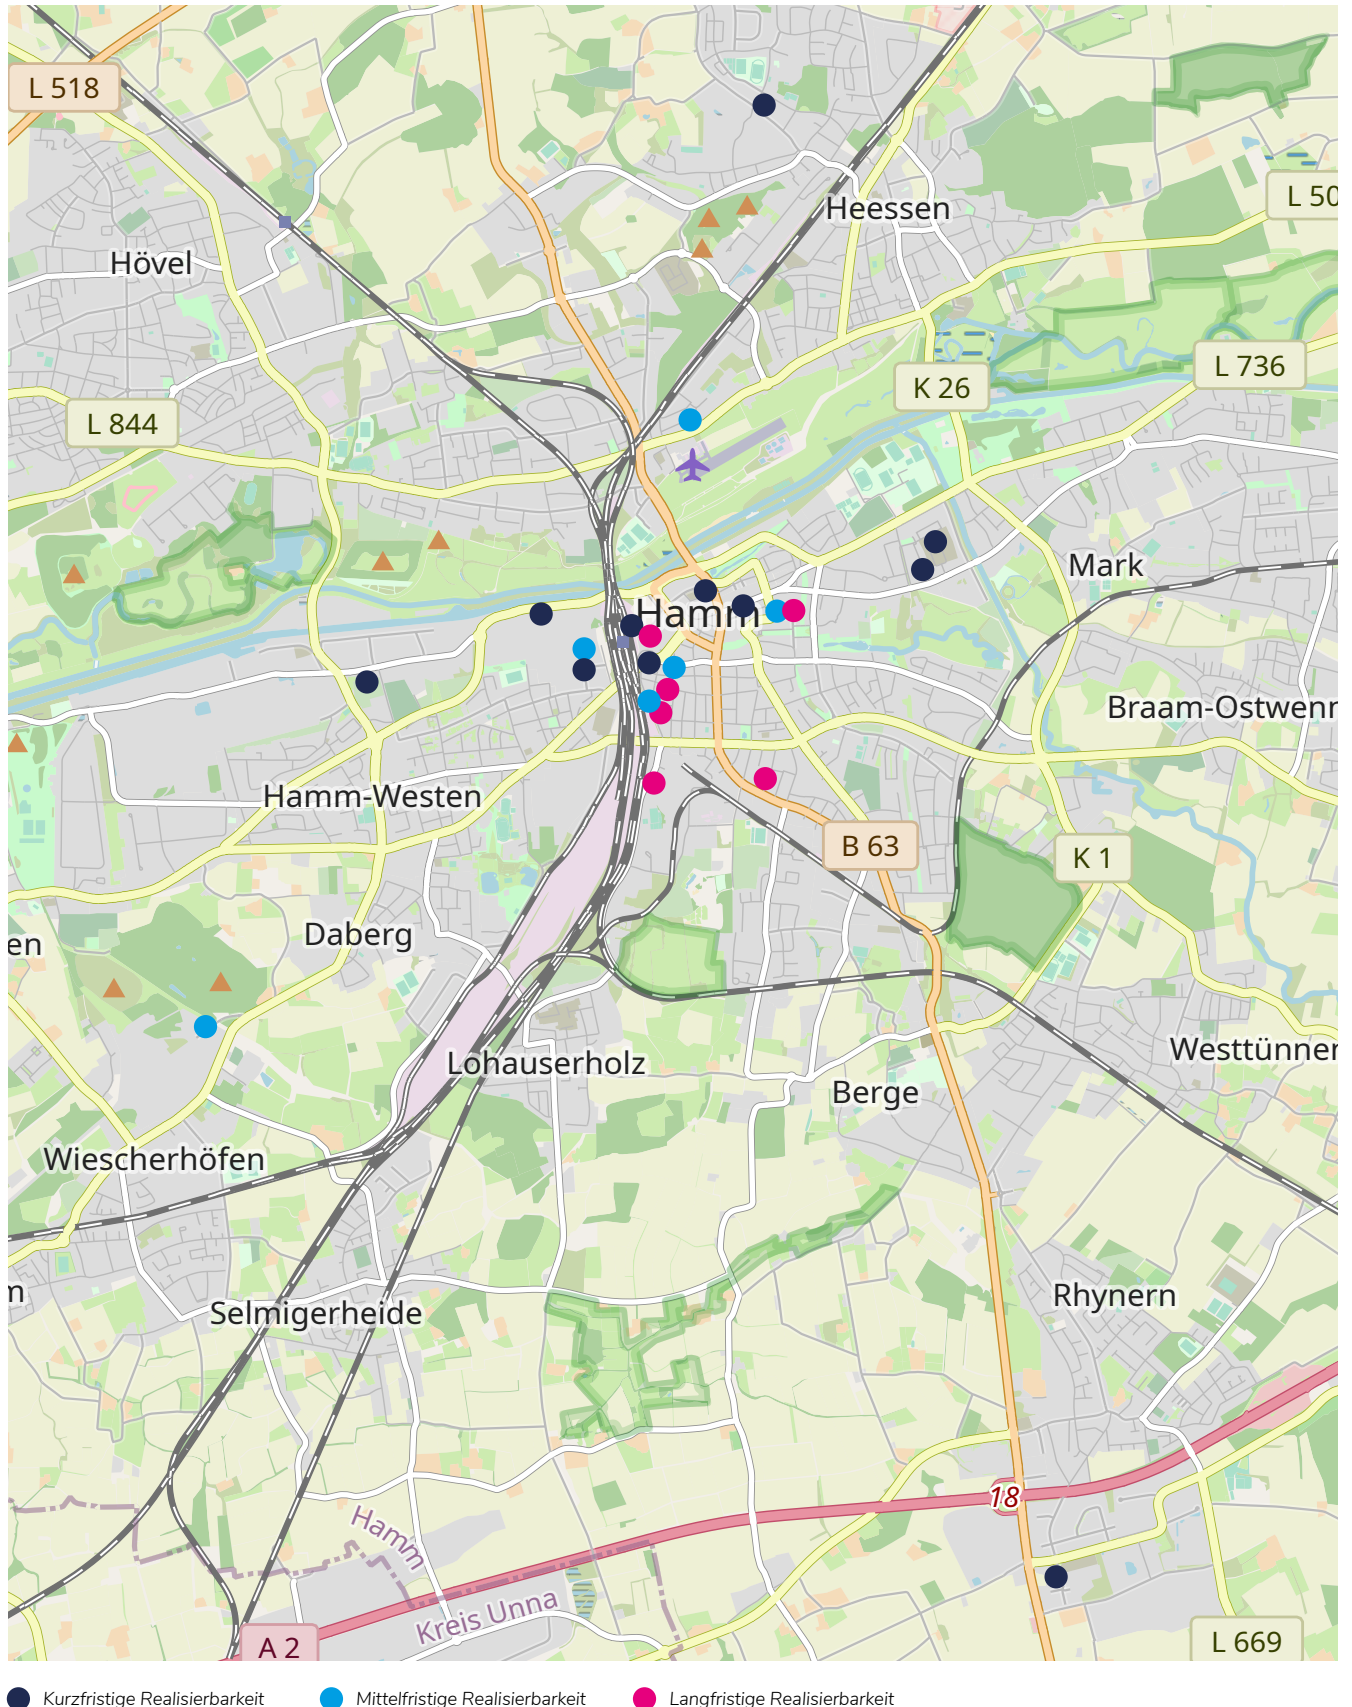 L 518
Heessen
L 50
Hövel
L 736
K 26
L 844
Mark
Hamm
Braam-Ostwenn
Hamm-Westen
B 63
K 1
Daberg
en
Westtünnen
Lohauserholz
Berge
Wiescherhöfen
m
Rhynern
Selmigerheide
18
Hamm
Kreis Unna
A 2
L 669
Kurzfristige Realisierbarkeit
Mittelfristige Realisierbarkeit
Langfristige Realisierbarkeit